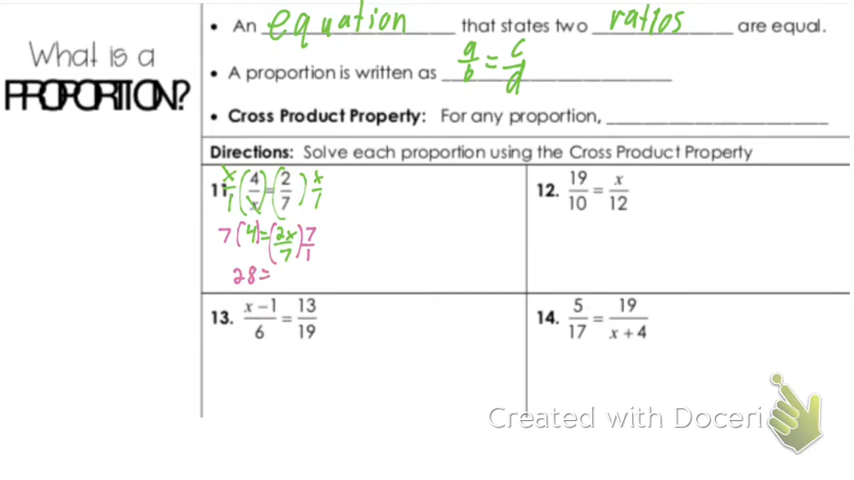 • An equation that states two ratios are equal.
What is a
PROPORTION?
• A proportion is written as a/b = c/d
• Cross Product Property: For any proportion, ____
Directions: Solve each proportion using the Cross Product Property
11. x/1 (4/x) = (2/7) x/1
7(4) = (2x/7) 7/1
28 =
12. 19/10 = x/12
13. x − 1/6 = 13/19
14. 5/17 = 19/x + 4
Created with Doceri